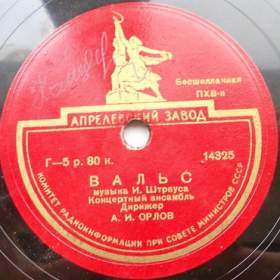 Бесшеллачная
ПХВ-п
АПРЕЛЕВСКИЙ ЗАВОД
Г-5 р. 80 к.
14325
ВАЛЬС
музыка И. Штрауса
Концертный ансамбль
Дирижер
А. И. ОРЛОВ
КОМИТЕТ РАДИОИНФОРМАЦИИ ПРИ СОВЕТЕ МИНИСТРОВ СССР